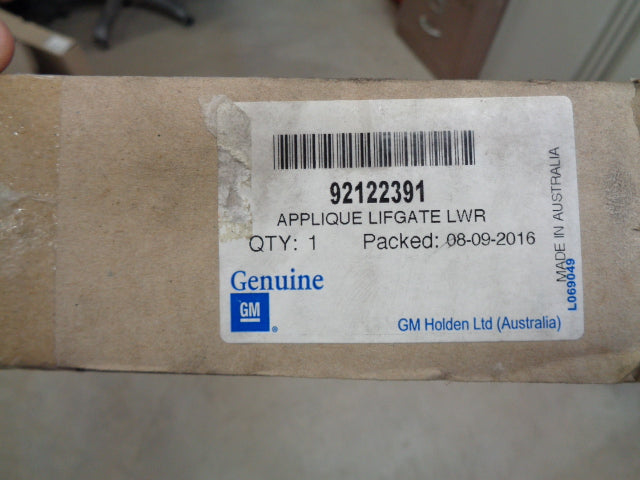 92122391
APPLIQUE LIFGATE LWR
QTY: 1 Packed: 08-09-2016
Genuine
GM
®
GM Holden Ltd (Australia)
MADE IN AUSTRALIA
L069049